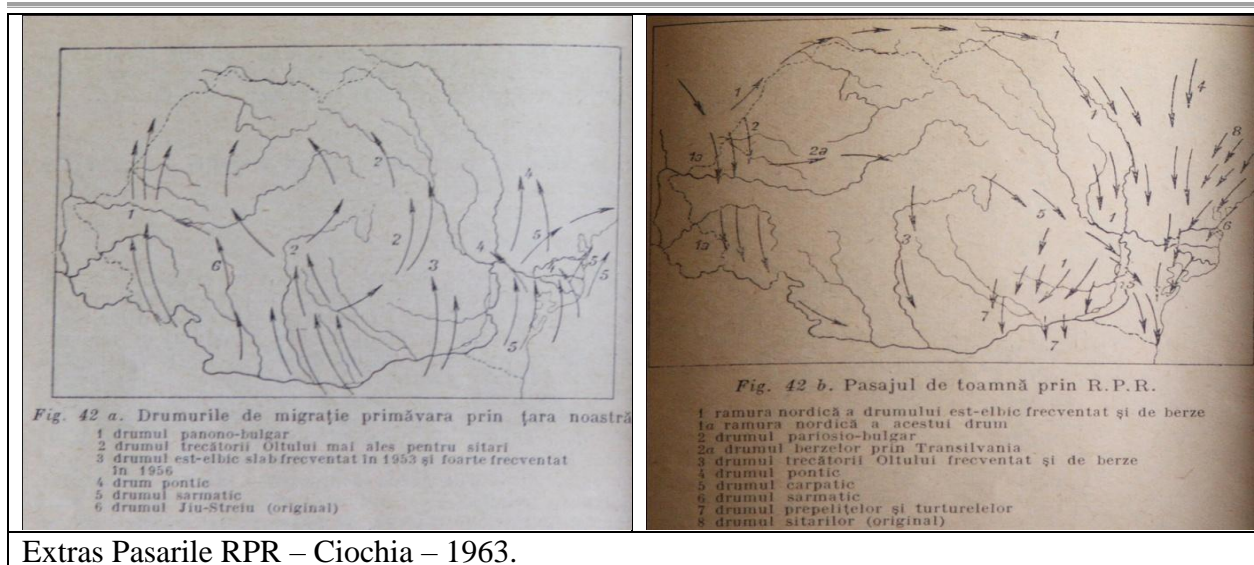 Fig. 42 a. Drumurile de migrație primăvara prin țara noastră
1 drumul panono-bulgar
2 drumul trecătorii Oltului mai ales pentru sitari
3 drumul est-elbic slab frecventat în 1953 și foarte frecventat
în 1956
4 drum pontic
5 drumul sarmatic
6 drumul Jiu-Streiu (original)
Fig. 42 b. Pasajul de toamnă prin R.P.R.
1 ramura nordică a drumului est-elbic frecventat și de berze
1a ramura nordică a acestui drum
2 drumul pariosio-bulgar
2a drumul berzelor prin Transilvania
3 drumul trecătorii Oltului frecventat și de berze
4 drumul pontic
5 drumul carpatic
6 drumul sarmatic
7 drumul prepelițelor și turturelelor
8 drumul sitarilor (original)
Extras Pasarile RPR – Ciochia – 1963.